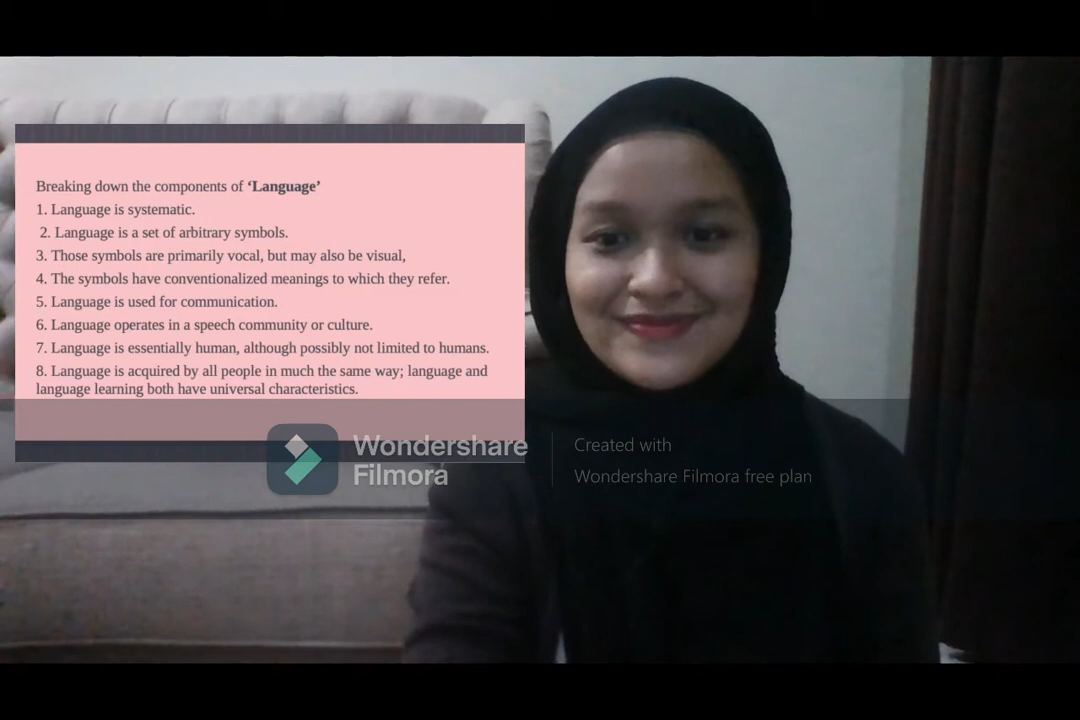 Breaking down the components of ‘Language’
1. Language is systematic.
2. Language is a set of arbitrary symbols.
3. Those symbols are primarily vocal, but may also be visual,
4. The symbols have conventionalized meanings to which they refer.
5. Language is used for communication.
6. Language operates in a speech community or culture.
7. Language is essentially human, although possibly not limited to humans.
8. Language is acquired by all people in much the same way; language and
language learning both have universal characteristics.
Wondershare
Filmora
Created with
Wondershare Filmora free plan